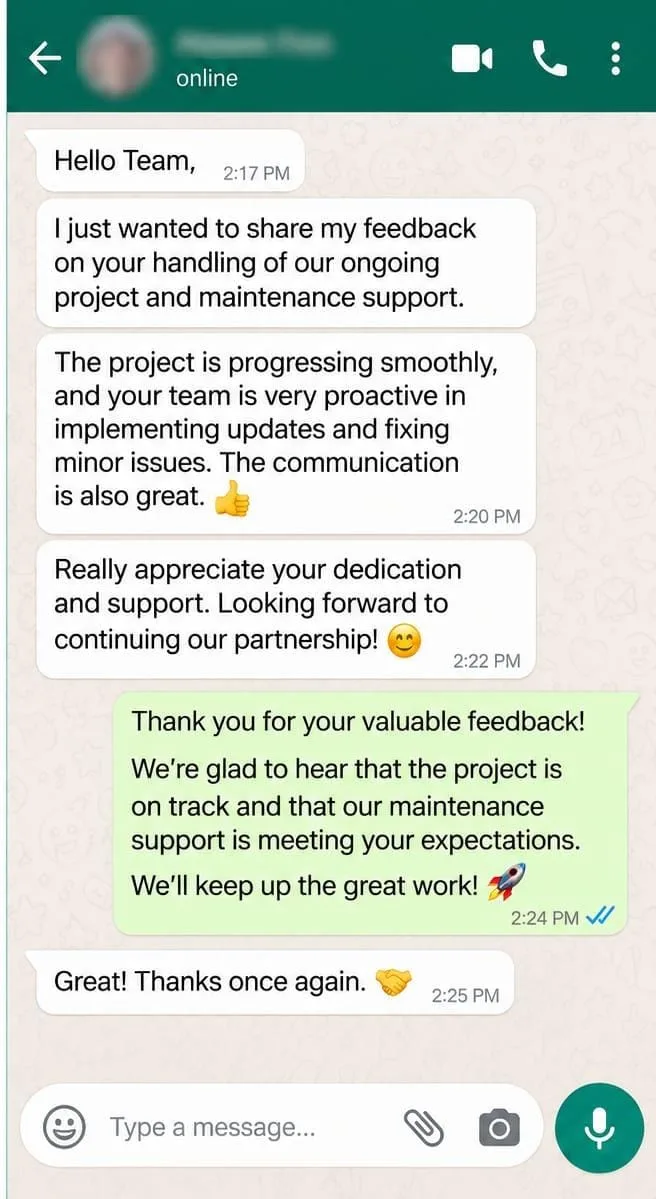 online
Hello Team,
2:17 PM
I just wanted to share my feedback
on your handling of our ongoing
project and maintenance support.
The project is progressing smoothly,
and your team is very proactive in
implementing updates and fixing
minor issues. The communication
is also great. 👍
2:20 PM
Really appreciate your dedication
and support. Looking forward to
continuing our partnership! 😊
2:22 PM
Thank you for your valuable feedback!
We're glad to hear that the project is
on track and that our maintenance
support is meeting your expectations.
We'll keep up the great work! 🚀
2:24 PM
Great! Thanks once again. 🤝
2:25 PM
Type a message...